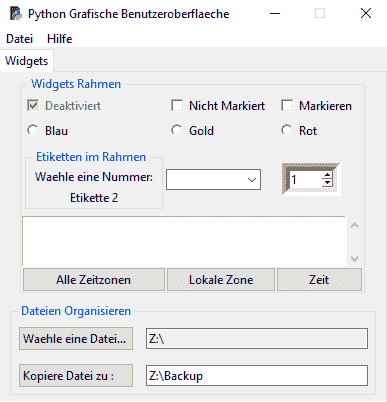 Python Grafische Benutzeroberflaeche
Datei Hilfe
Widgets
Widgets Rahmen
Deaktiviert Nicht Markiert Markieren
Blau Gold Rot
Etiketten im Rahmen
Waehle eine Nummer: 1
Etikette 2
Alle Zeitzonen Lokale Zone Zeit
Dateien Organisieren
Waehle eine Datei... Z:\
Kopiere Datei zu : Z:\Backup